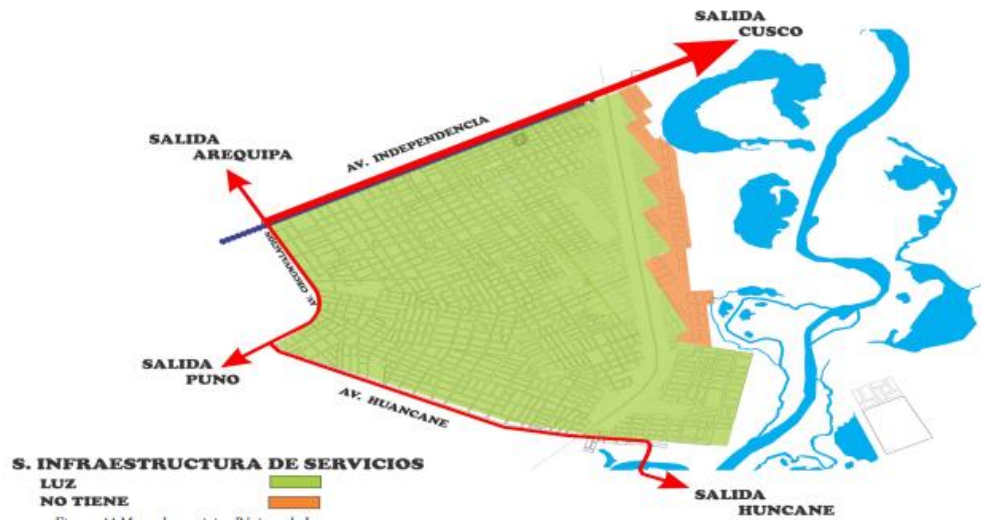 SALIDA
CUSCO
SALIDA
AREQUIPA
AV. INDEPENDENCIA
AV. CIRCUNVALACION
SALIDA
PUNO
AV. HUANCANE
S. INFRAESTRUCTURA DE SERVICIOS
LUZ
NO TIENE
SALIDA
HUNCANE